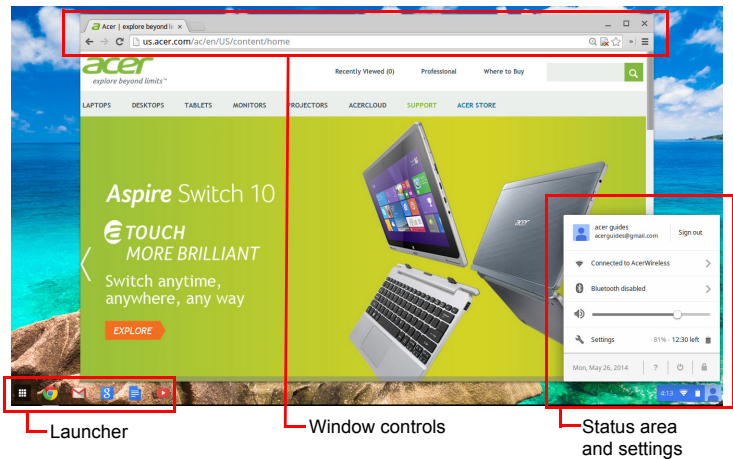 Acer | explore beyond li
us.acer.com/ac/en/US/content/home
acer
explore beyond limits™
Recently Viewed (0) Professional Where to Buy
LAPTOPS DESKTOPS TABLETS MONITORS PROJECTORS ACERCLOUD SUPPORT ACER STORE
Aspire Switch 10
TOUCH
MORE BRILLIANT
Switch anytime,
anywhere, any way
EXPLORE
acer
acer guides
acerguides@gmail.com
Sign out
Connected to AcerWireless
Bluetooth disabled
Settings 81% - 12:30 left
Mon, May 26, 2014 ?
8
4:13
Launcher
Window controls
Status area
and settings